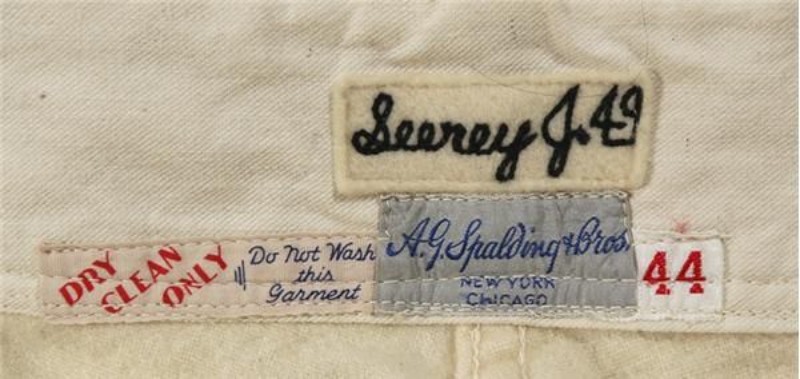 Seerey J. 49
DRY
CLEAN
ONLY
Do Not Wash
this
Garment
A.G. Spalding & Bros.
NEW YORK
CHICAGO
44